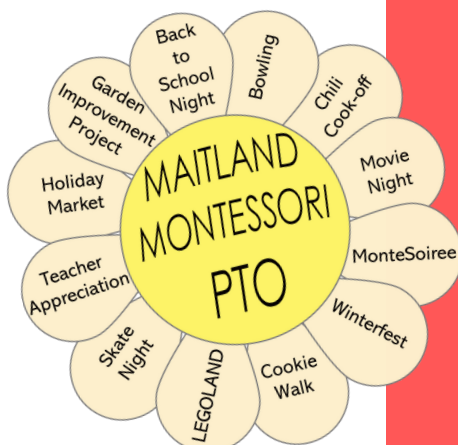 MAITLAND
MONTESSORI
PTO
Back
to
School
Night
Bowling
Chili
Cook-off
Movie
Night
MonteSoiree
Winterfest
Cookie
Walk
LEGOLAND
Skate
Night
Teacher
Appreciation
Holiday
Market
Garden
Improvement
Project